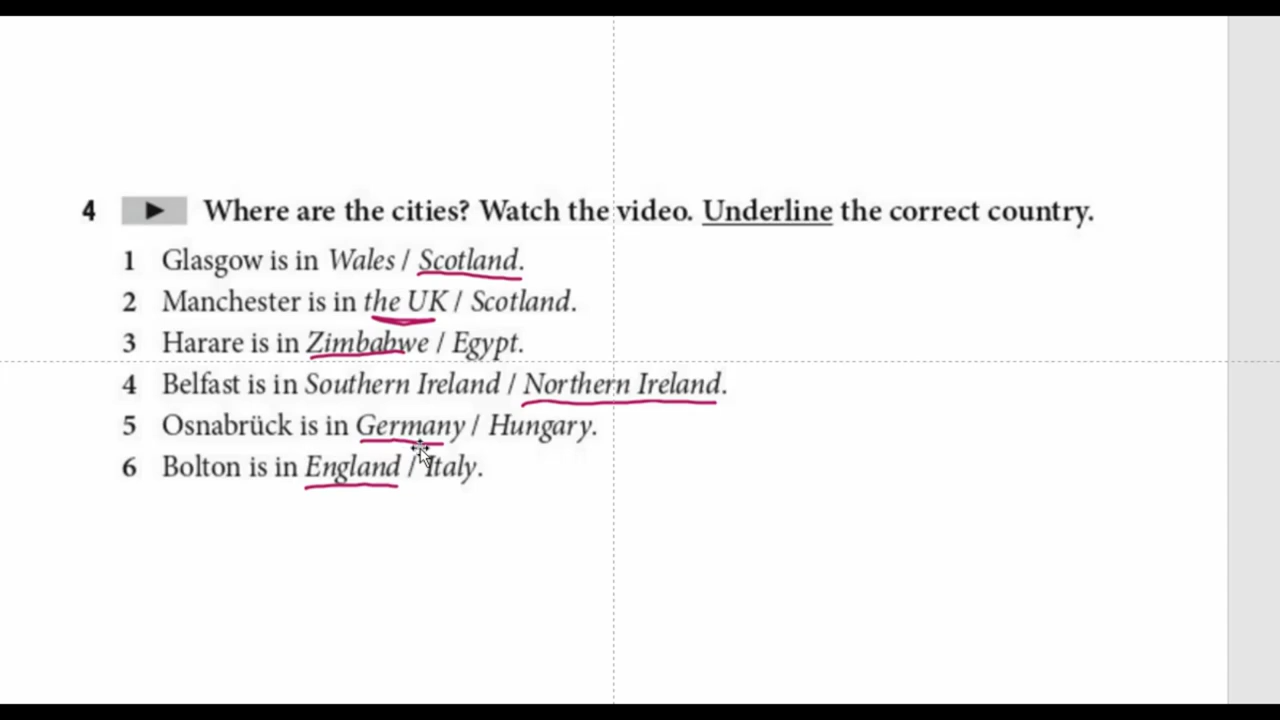 4 Where are the cities? Watch the video. Underline the correct country.
1 Glasgow is in Wales / Scotland.
2 Manchester is in the UK / Scotland.
3 Harare is in Zimbabwe / Egypt.
4 Belfast is in Southern Ireland / Northern Ireland.
5 Osnabrück is in Germany / Hungary.
6 Bolton is in England / Italy.